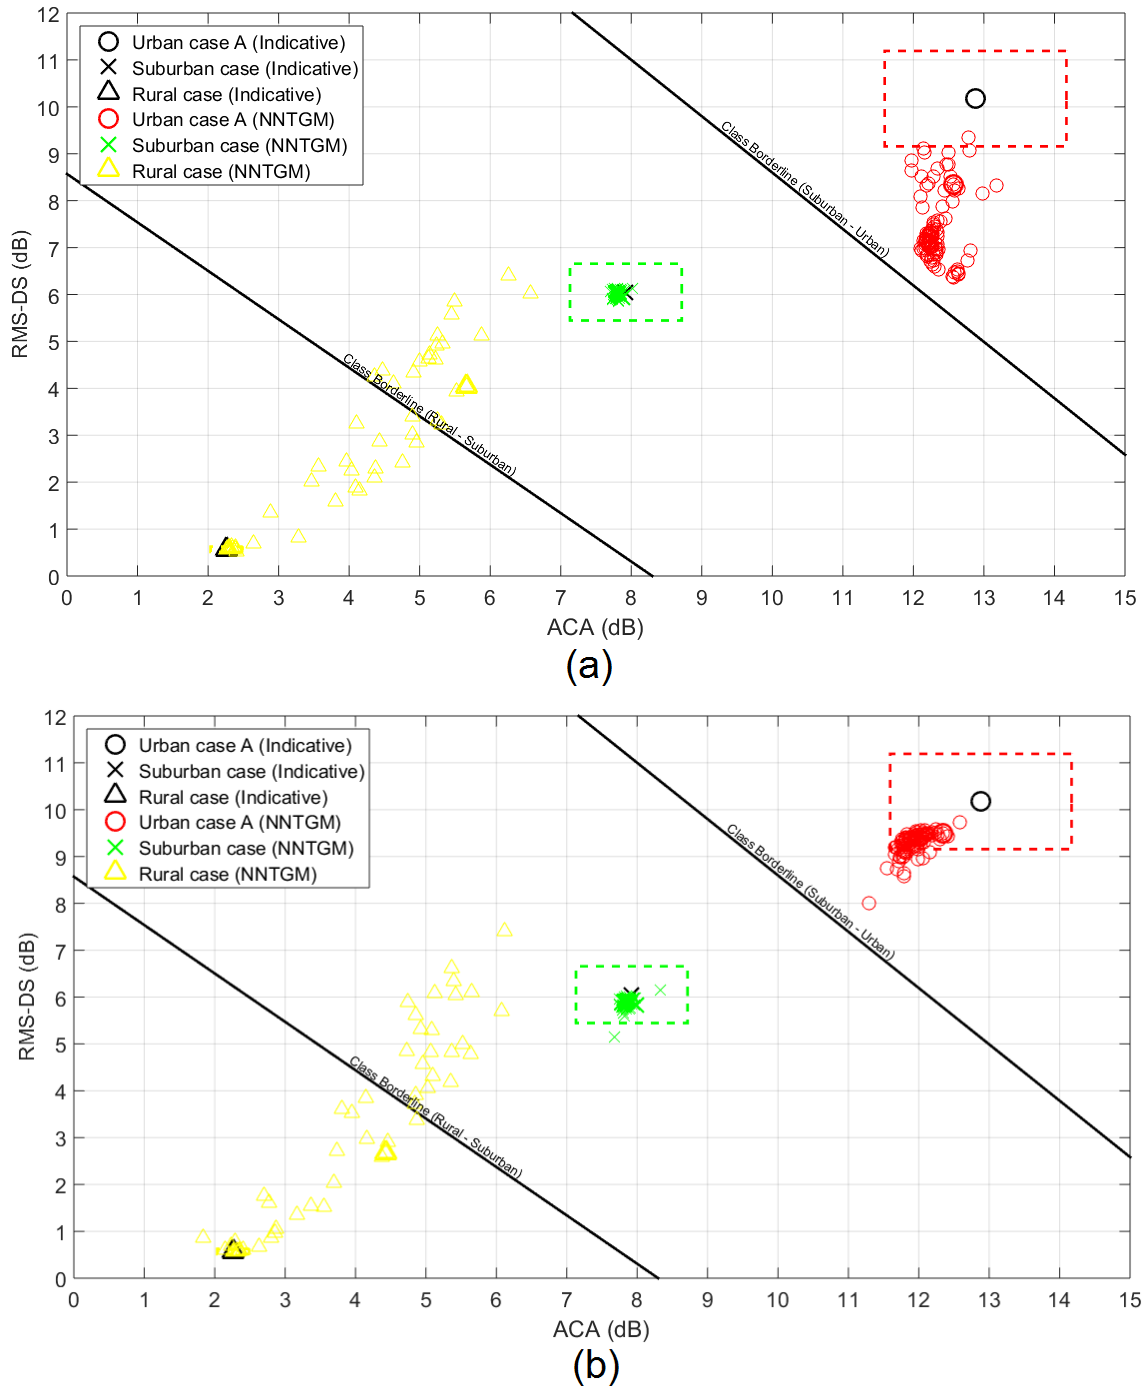 12
11
10
9
8
7
6
5
4
3
2
1
0
RMS-DS (dB)
Urban case A (Indicative)
Suburban case (Indicative)
Rural case (Indicative)
Urban case A (NNTGM)
Suburban case (NNTGM)
Rural case (NNTGM)
Class Borderline (Suburban - Urban)
Class Borderline (Rural - Suburban)
0 1 2 3 4 5 6 7 8 9 10 11 12 13 14 15
ACA (dB)
(a)
12
11
10
9
8
7
6
5
4
3
2
1
0
RMS-DS (dB)
Urban case A (Indicative)
Suburban case (Indicative)
Rural case (Indicative)
Urban case A (NNTGM)
Suburban case (NNTGM)
Rural case (NNTGM)
Class Borderline (Suburban - Urban)
Class Borderline (Rural - Suburban)
0 1 2 3 4 5 6 7 8 9 10 11 12 13 14 15
ACA (dB)
(b)